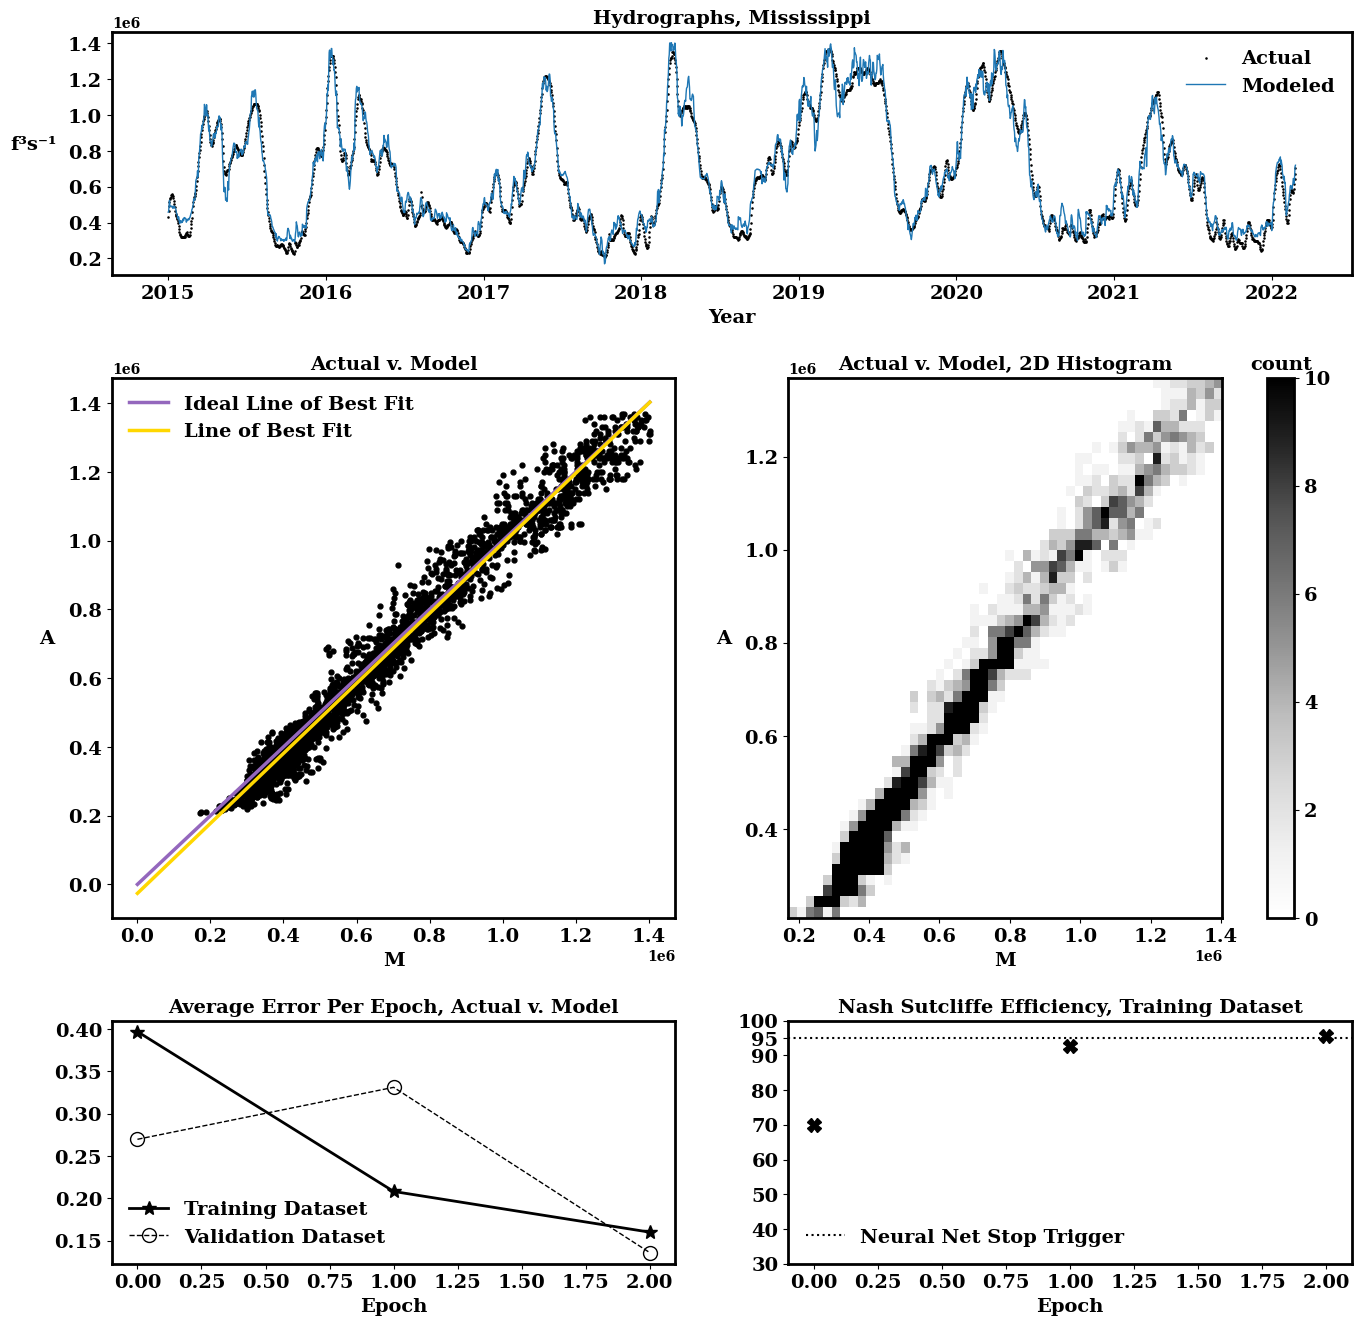 Hydrographs, Mississippi
1e6
1.4
1.2
1.0
0.8
0.6
0.4
0.2
f³s⁻¹
Actual
Modeled
2015 2016 2017 2018 2019 2020 2021 2022
Year
Actual v. Model
1e6
1.4
1.2
1.0
0.8
0.6
0.4
0.2
0.0
A
Ideal Line of Best Fit
Line of Best Fit
0.0 0.2 0.4 0.6 0.8 1.0 1.2 1.4
1e6
M
Actual v. Model, 2D Histogram
1e6
1.2
1.0
0.8
0.6
0.4
A
0.2 0.4 0.6 0.8 1.0 1.2 1.4
1e6
M
count
10
8
6
4
2
0
Average Error Per Epoch, Actual v. Model
0.40
0.35
0.30
0.25
0.20
0.15
Training Dataset
Validation Dataset
0.00 0.25 0.50 0.75 1.00 1.25 1.50 1.75 2.00
Epoch
Nash Sutcliffe Efficiency, Training Dataset
100
95
90
80
70
60
50
40
30
Neural Net Stop Trigger
0.00 0.25 0.50 0.75 1.00 1.25 1.50 1.75 2.00
Epoch